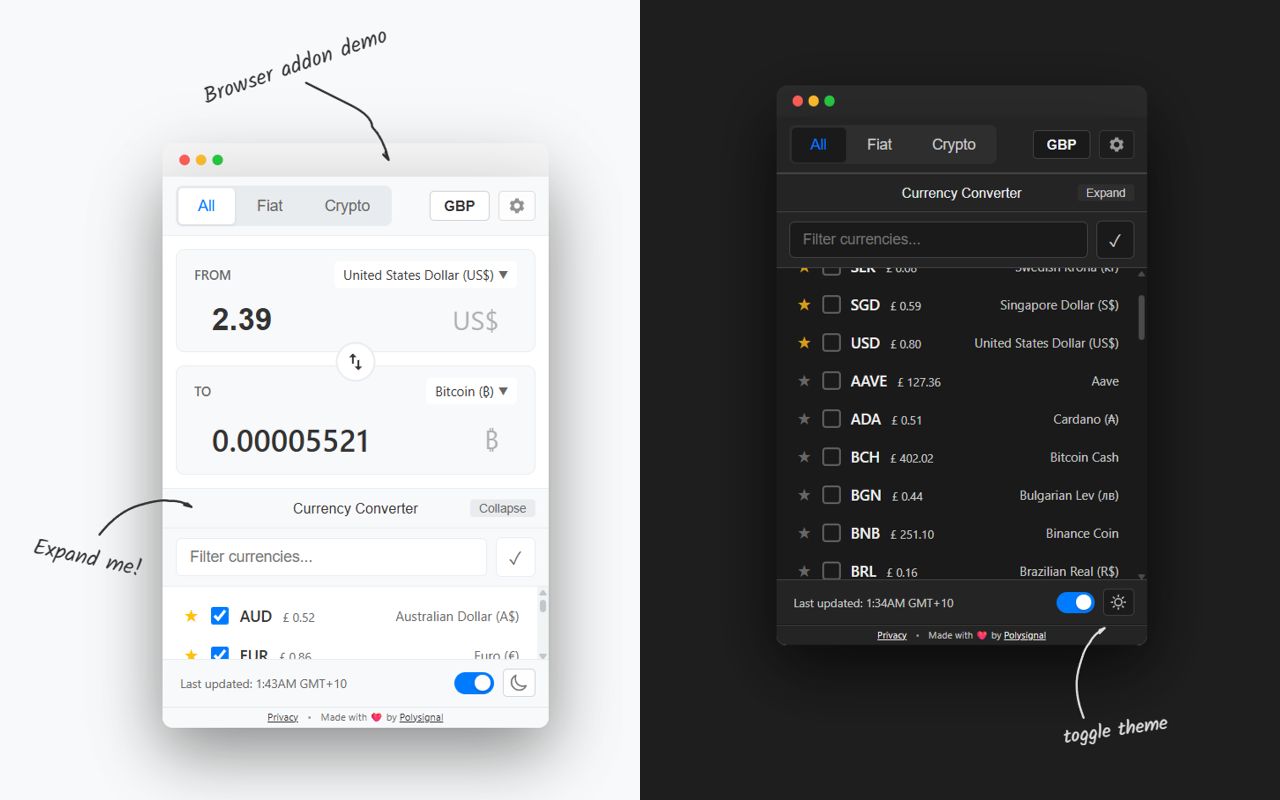 Browser addon demo
All Fiat Crypto GBP
FROM United States Dollar (US$) ▼
2.39 US$
TO Bitcoin (₿) ▼
0.00005521 ₿
Currency Converter Collapse
Expand me!
Filter currencies... ✓
★ AUD £ 0.52 Australian Dollar (A$)
★ EUR £ 0.86 Euro (€)
Last updated: 1:43AM GMT+10
Privacy • Made with ❤ by Polysignal
All Fiat Crypto GBP
Currency Converter Expand
Filter currencies... ✓
★ SEK £ 0.08 Swedish Krona (kr)
★ SGD £ 0.59 Singapore Dollar (S$)
★ USD £ 0.80 United States Dollar (US$)
★ AAVE £ 127.36 Aave
★ ADA £ 0.51 Cardano (₳)
★ BCH £ 402.02 Bitcoin Cash
★ BGN £ 0.44 Bulgarian Lev (лв)
★ BNB £ 251.10 Binance Coin
★ BRL £ 0.16 Brazilian Real (R$)
Last updated: 1:34AM GMT+10
Privacy • Made with ❤ by Polysignal
toggle theme